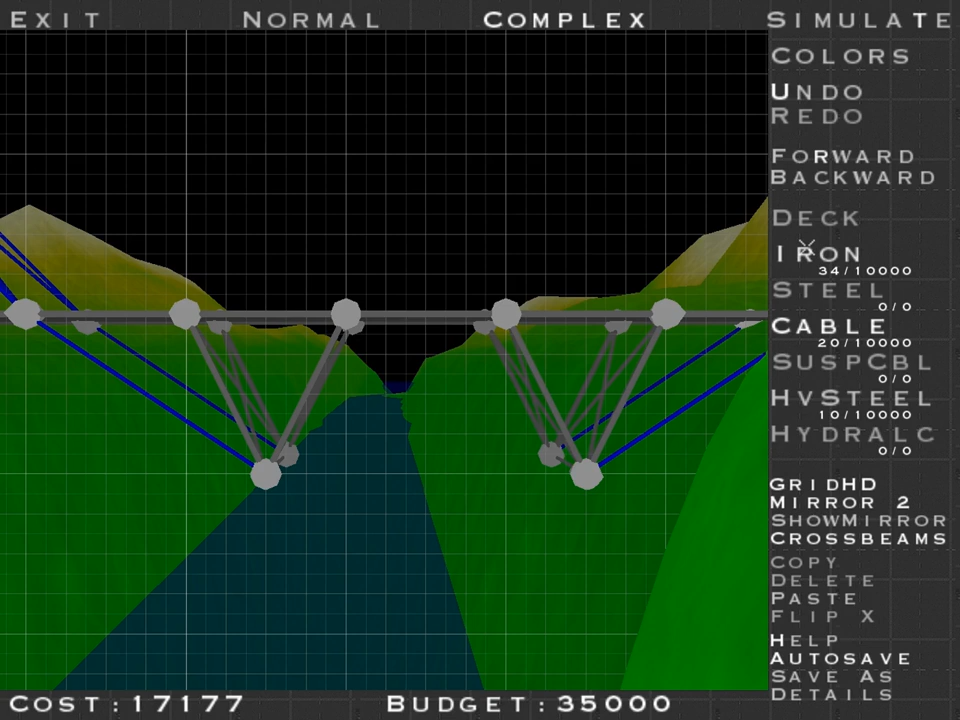 EXIT NORMAL COMPLEX SIMULATE
COLORS
UNDO
REDO
FORWARD
BACKWARD
DECK
IRON
34/10000
STEEL
0/0
CABLE
20/10000
SUSPCBL
0/0
HVSTEEL
10/10000
HYDRALC
0/0
GRIDHD
MIRROR 2
SHOWMIRROR
CROSSBEAMS
COPY
DELETE
PASTE
FLIP X
HELP
AUTOSAVE
SAVE AS
DETAILS
COST:17177 BUDGET:35000